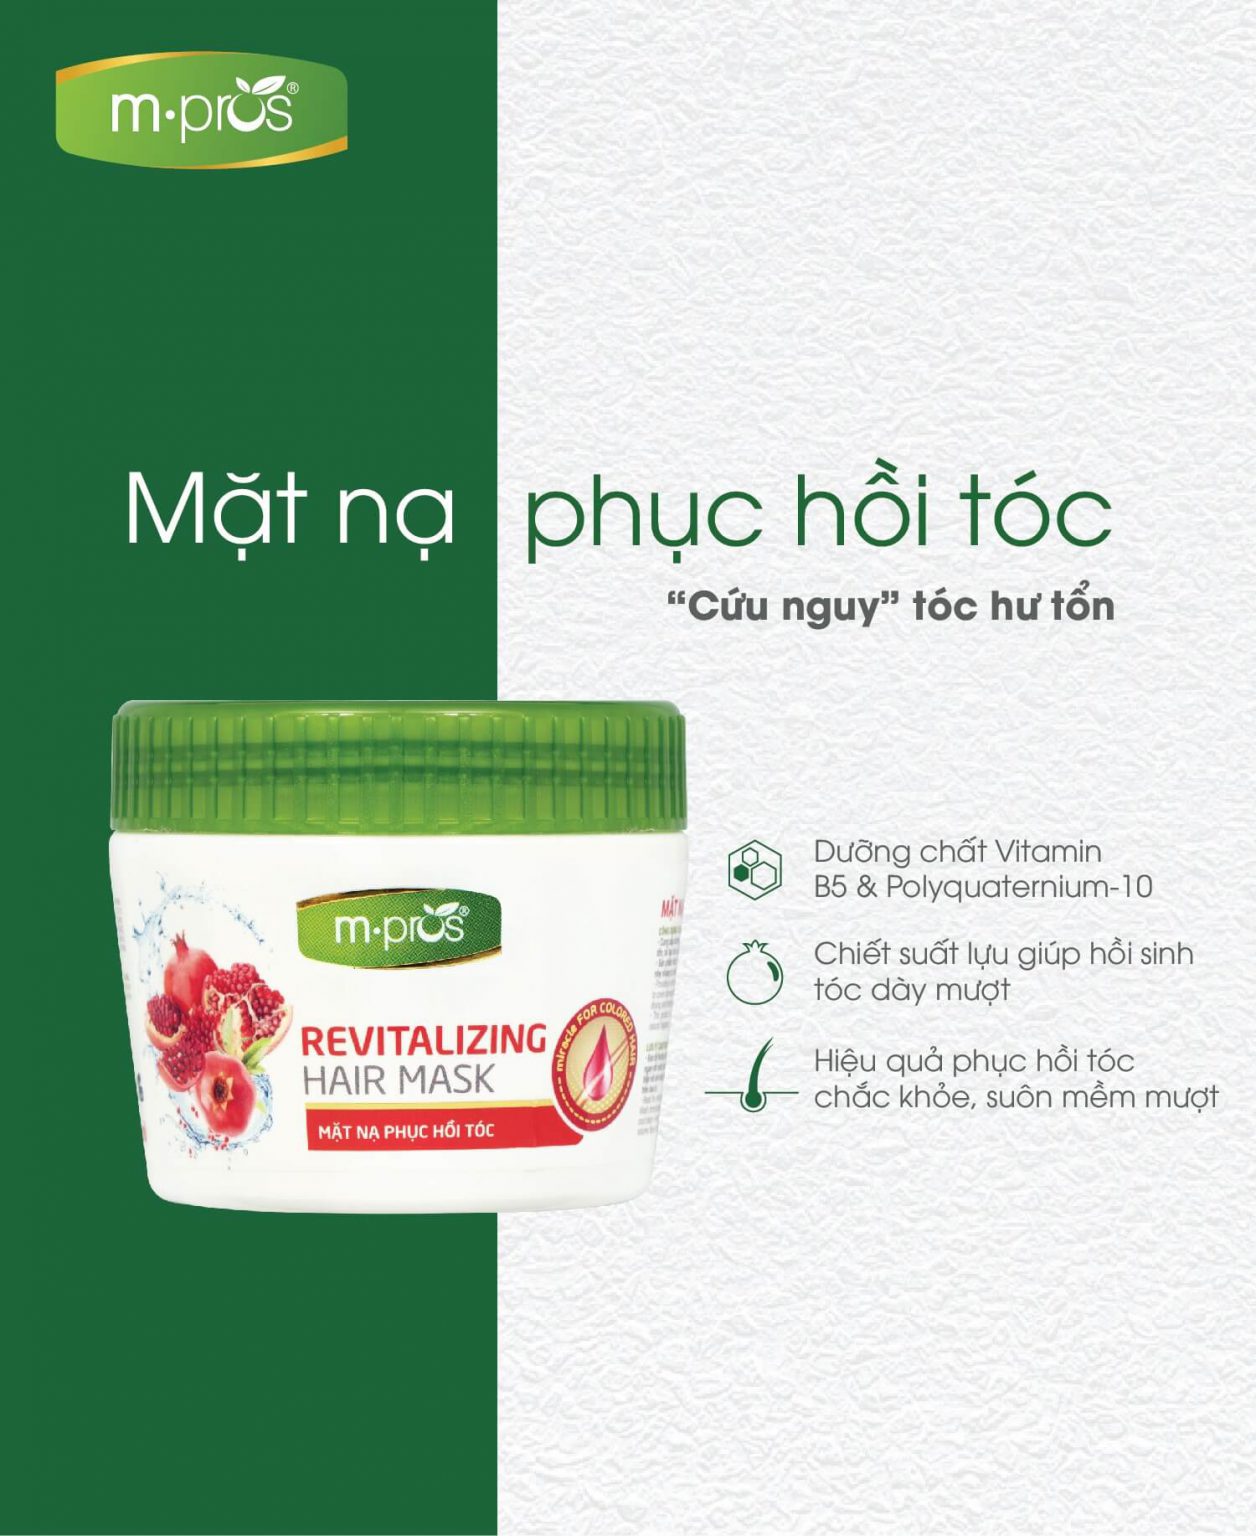 m·pros®
Mặt nạ phục hồi tóc
“Cứu nguy” tóc hư tổn
Dưỡng chất Vitamin
B5 & Polyquaternium-10
Chiết suất lựu giúp hồi sinh
tóc dày mượt
Hiệu quả phục hồi tóc
chắc khỏe, suôn mềm mượt
m·pros®
REVITALIZING
HAIR MASK
MẶT NẠ PHỤC HỒI TÓC
miracle FOR COLORED HAIR